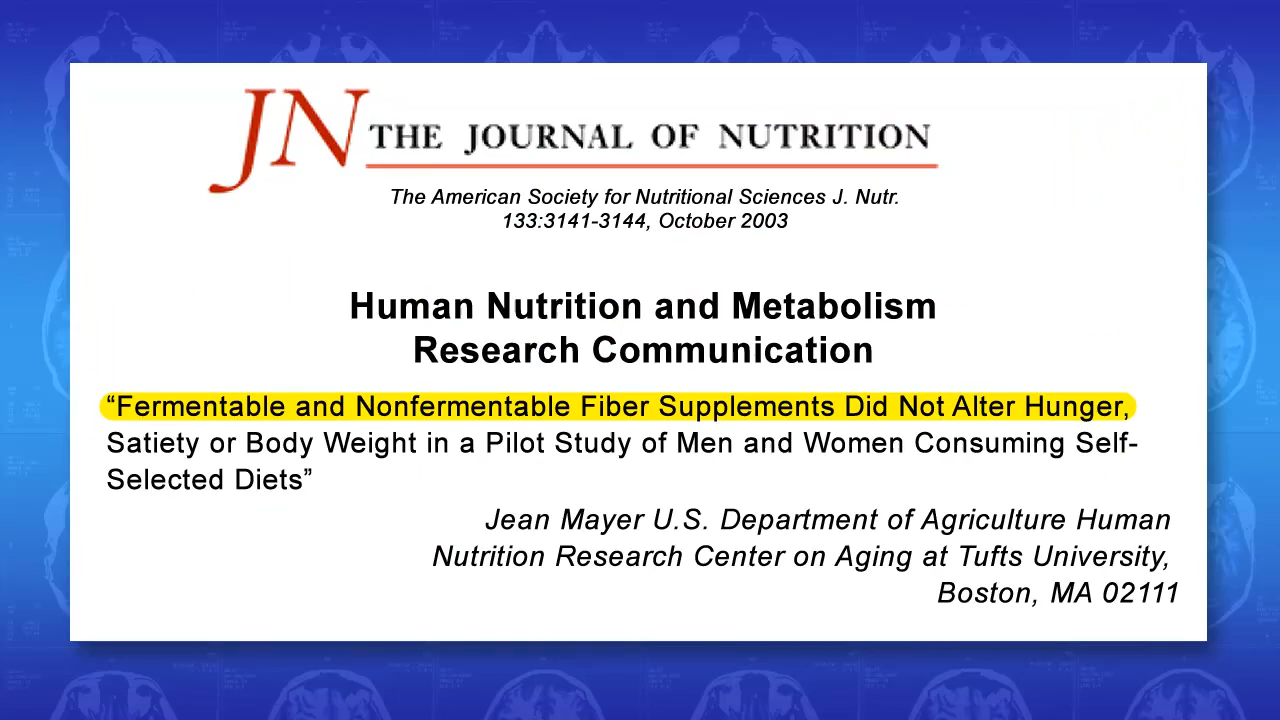 JN THE JOURNAL OF NUTRITION
The American Society for Nutritional Sciences J. Nutr.
133:3141-3144, October 2003
Human Nutrition and Metabolism
Research Communication
“Fermentable and Nonfermentable Fiber Supplements Did Not Alter Hunger,
Satiety or Body Weight in a Pilot Study of Men and Women Consuming Self-
Selected Diets”
Jean Mayer U.S. Department of Agriculture Human
Nutrition Research Center on Aging at Tufts University,
Boston, MA 02111